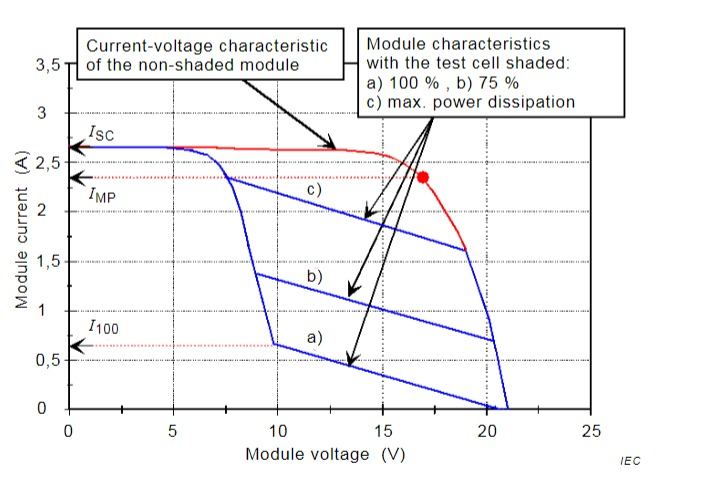 Current-voltage characteristic
of the non-shaded module
Module characteristics
with the test cell shaded:
a) 100 % , b) 75 %
c) max. power dissipation
Module current (A)
3,5
3
2,5
2
1,5
1
0,5
0
ISC
IMP
I100
c)
b)
a)
0
5
10
15
20
25
Module voltage (V)
IEC